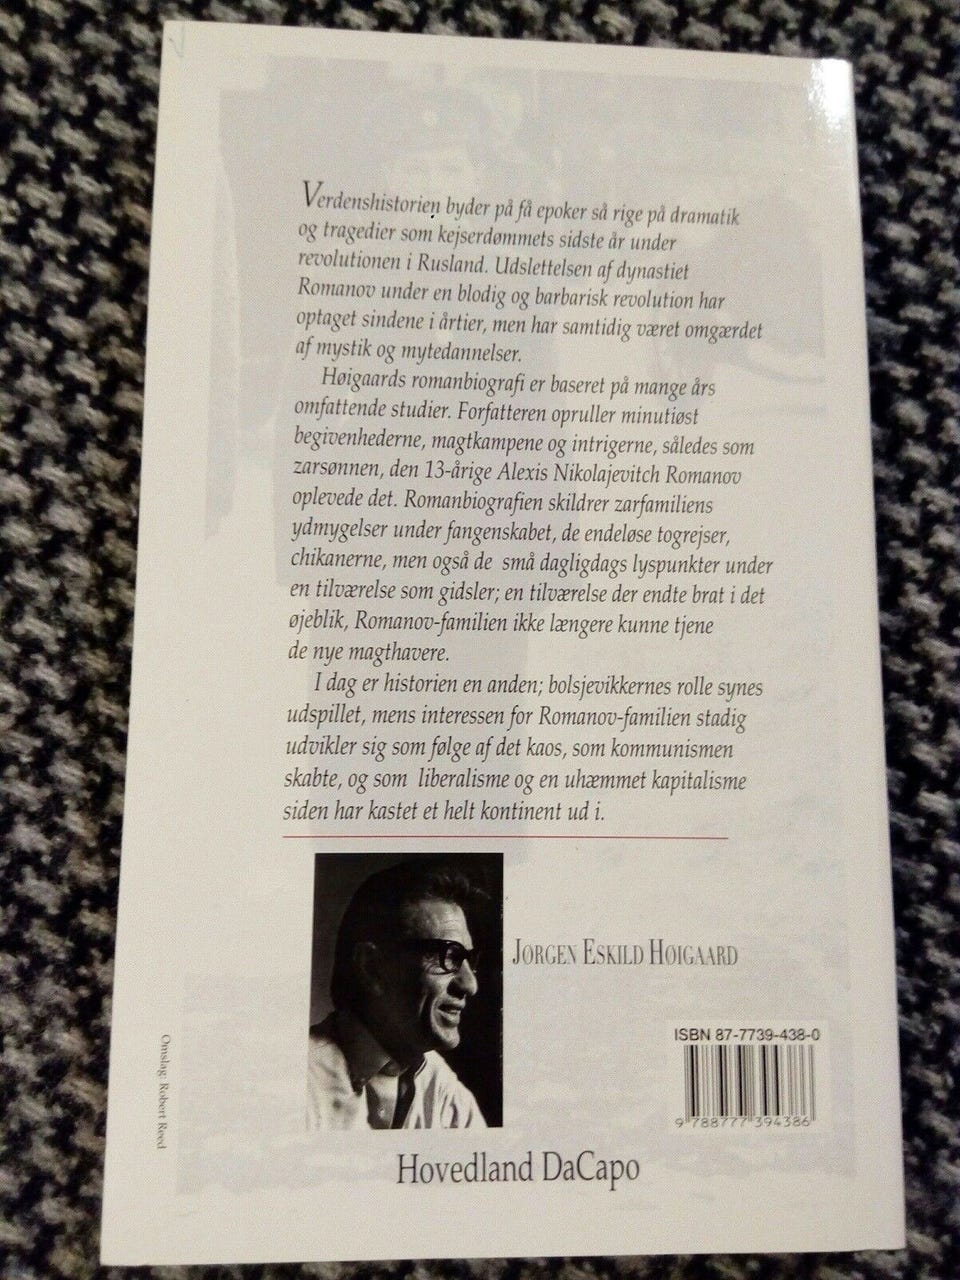 Verdenshistorien byder på få epoker så rige på dramatik
og tragedier som kejserdømmets sidste år under
revolutionen i Rusland. Udslettelsen af dynastiet
Romanov under en blodig og barbarisk revolution har
optaget sindene i årtier, men har samtidig været omgærdet
af mystik og mytedannelser.
Høigaards romanbiografi er baseret på mange års
omfattende studier. Forfatteren opruller minutiøst
begivenhederne, magtkampene og intrigerne, således som
zarsønnen, den 13-årige Alexis Nikolajevitch Romanov
oplevede det. Romanbiografien skildrer zarfamiliens
ydmygelser under fangenskabet, de endeløse togrejser,
chikanerne, men også de små dagligdags lyspunkter under
en tilværelse som gidsler; en tilværelse der endte brat i det
øjeblik, Romanov-familien ikke længere kunne tjene
de nye magthavere.
I dag er historien en anden; bolsjevikkernes rolle synes
udspillet, mens interessen for Romanov-familien stadig
udvikler sig som følge af det kaos, som kommunismen
skabte, og som liberalisme og en uhæmmet kapitalisme
siden har kastet et helt kontinent ud i.
JØRGEN ESKILD HØIGAARD
ISBN 87-7739-438-0
9 788777 394386
Omslag: Robert Reed
Hovedland DaCapo